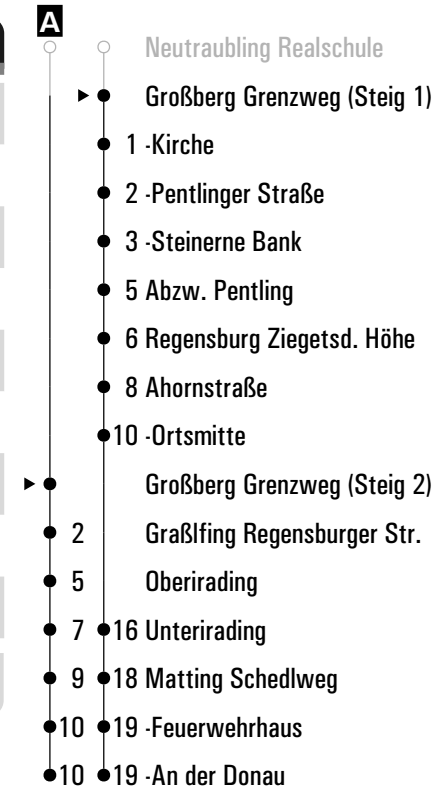 A
Neutraubling Realschule
Großberg Grenzweg (Steig 1)
1 -Kirche
2 -Pentlinger Straße
3 -Steinerne Bank
5 Abzw. Pentling
6 Regensburg Ziegetsd. Höhe
8 Ahornstraße
10 -Ortsmitte
Großberg Grenzweg (Steig 2)
2 Graßlfing Regensburger Str.
5 Oberirading
7 16 Unterirading
9 18 Matting Schedlweg
10 19 -Feuerwehrhaus
10 19 -An der Donau